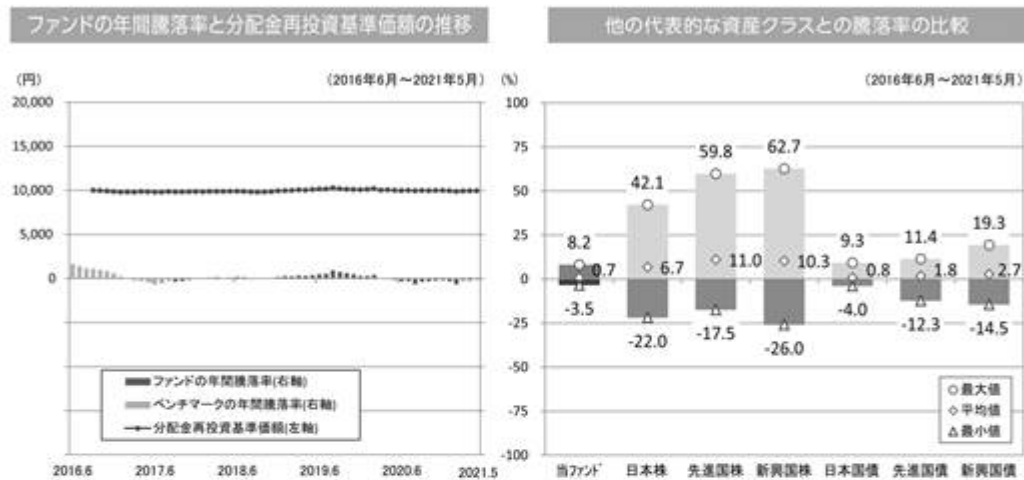 ファンドの年間騰落率と分配金再投資基準価額の推移
他の代表的な資産クラスとの騰落率の比較
(円)
(2016年6月～2021年5月)
20,000
15,000
10,000
5,000
0
ファンドの年間騰落率(右軸)
ベンチマークの年間騰落率(右軸)
分配金再投資基準価額(左軸)
2016.6 2017.6 2018.6 2019.6 2020.6 2021.5
(%)
(2016年6月～2021年5月)
100
75
50
25
0
-25
-50
-75
-100
8.2 42.1 59.8 62.7 9.3 11.4 19.3
0.7 6.7 11.0 10.3 0.8 1.8 2.7
-3.5 -22.0 -17.5 -26.0 -4.0 -12.3 -14.5
最大値
平均値
最小値
当ファンド 日本株 先進国株 新興国株 日本国債 先進国債 新興国債